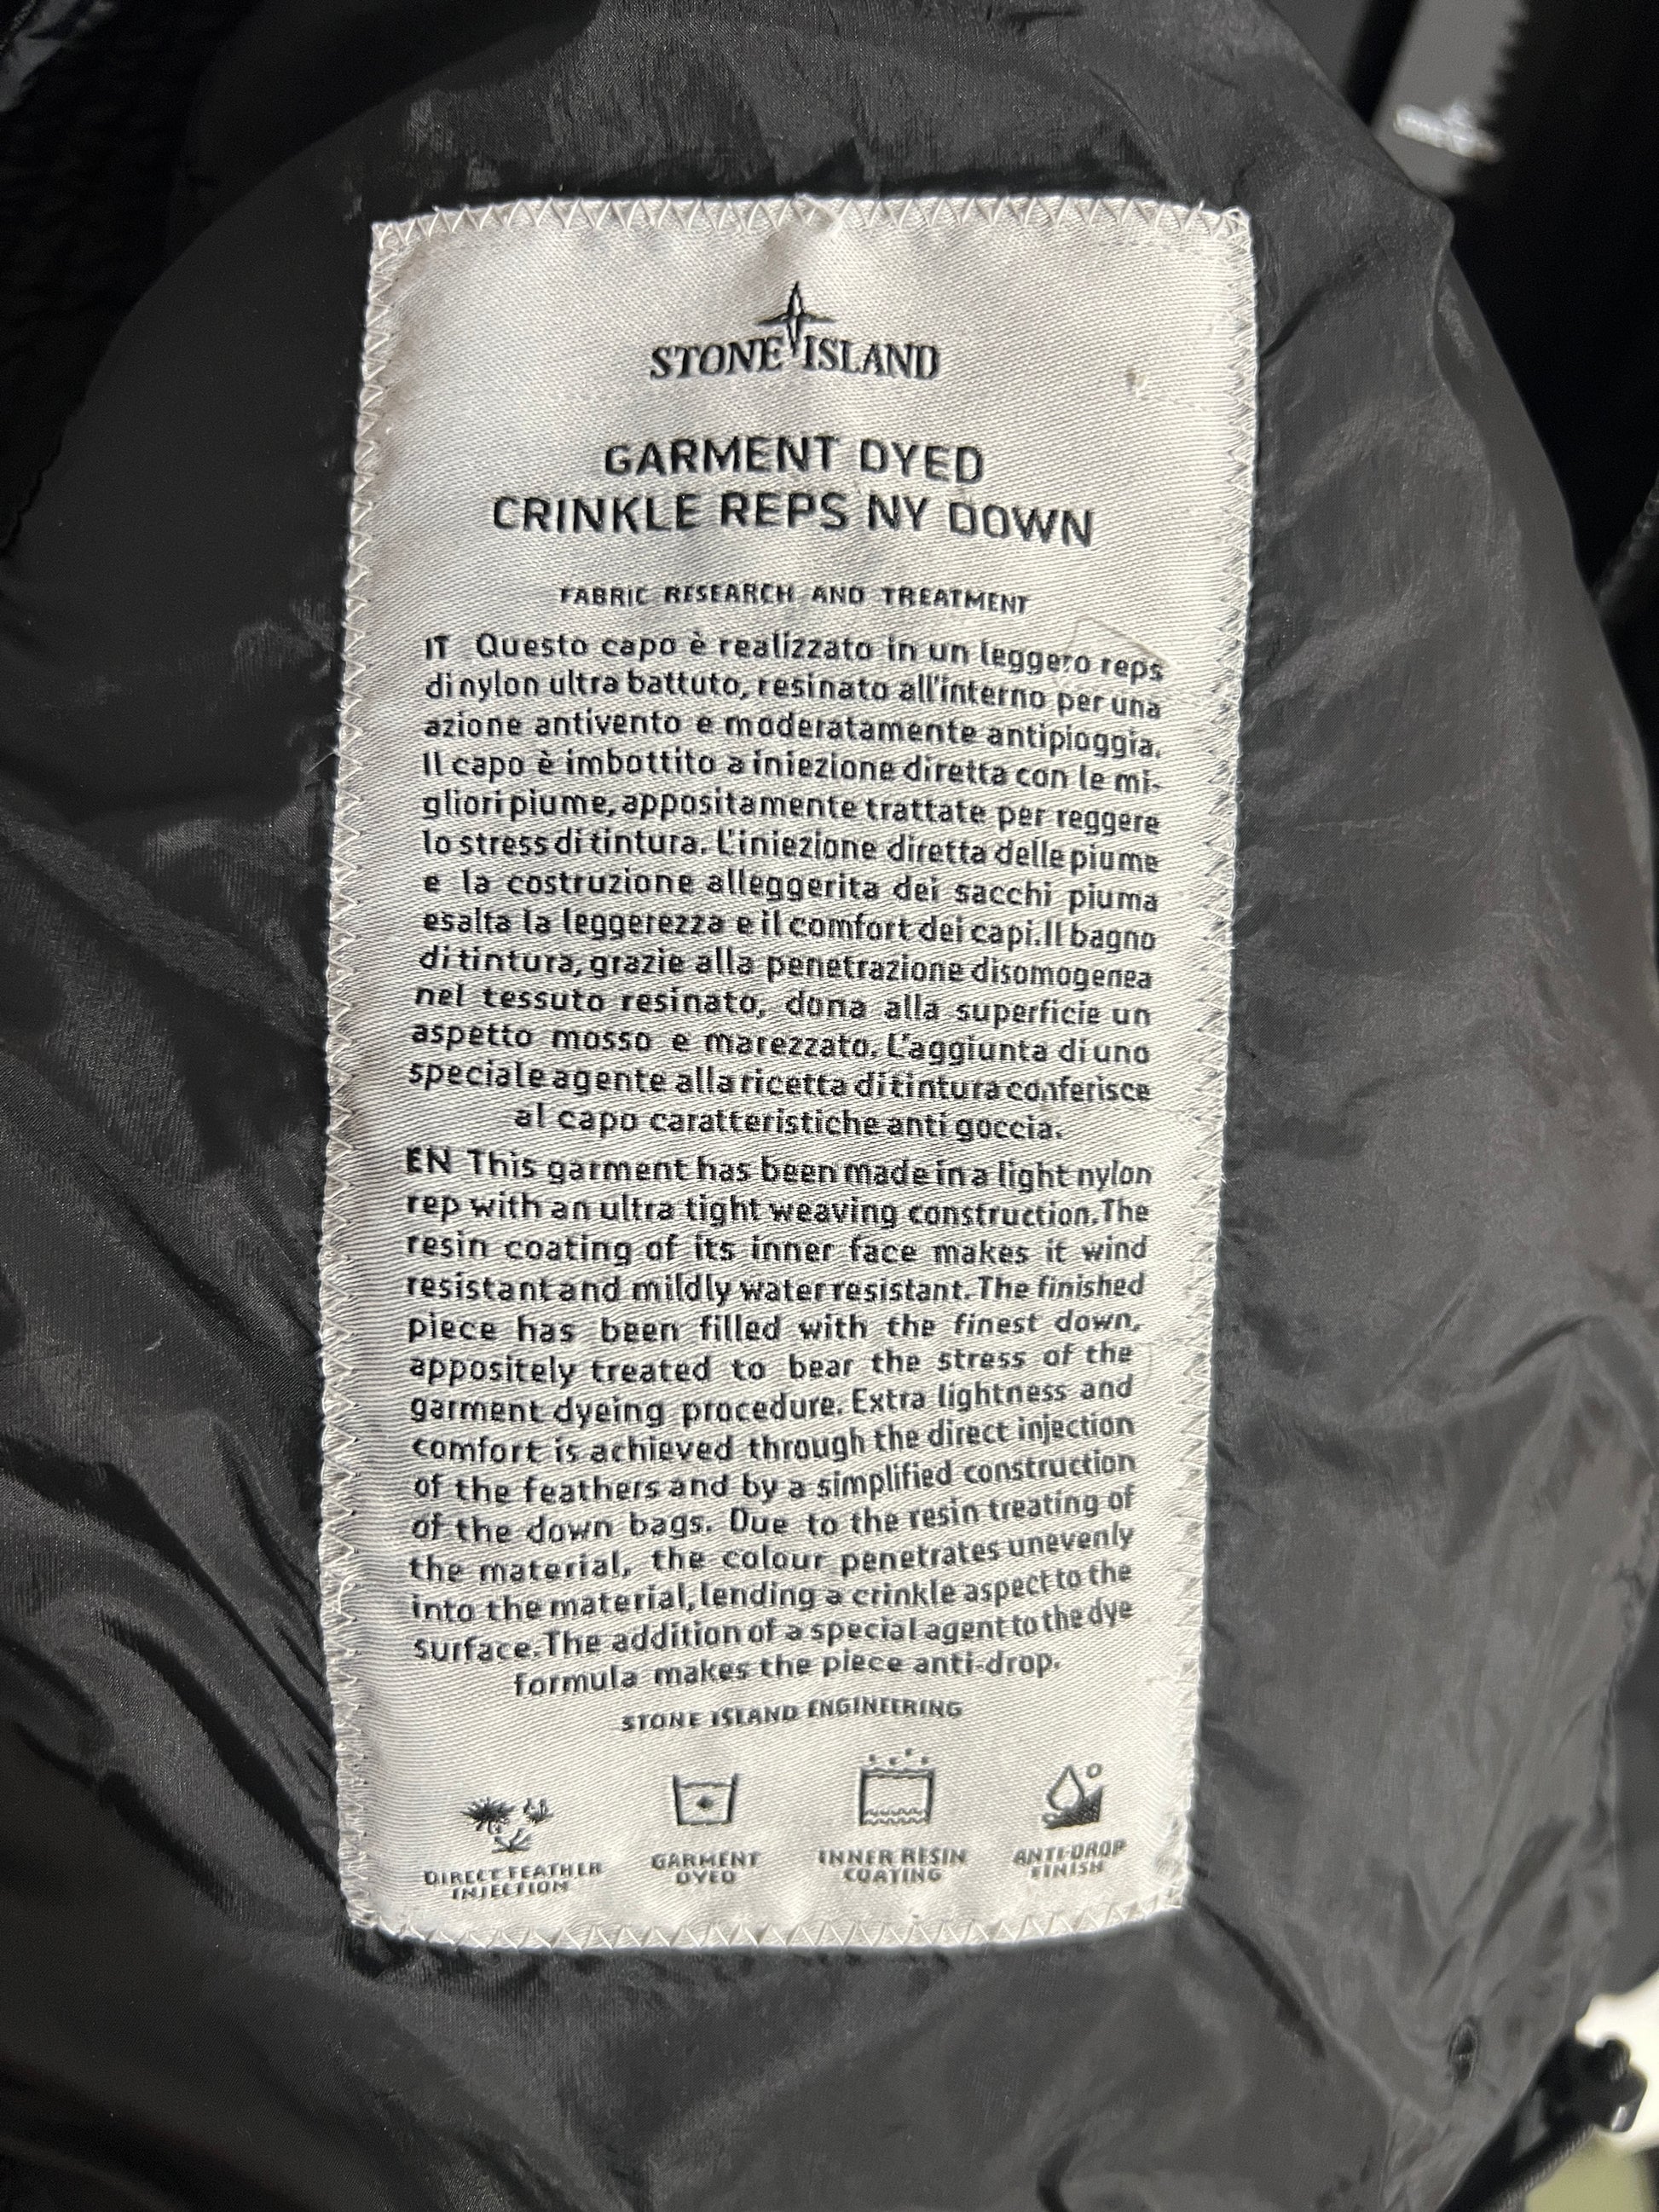 STONE ISLAND
GARMENT DYED
CRINKLE REPS NY DOWN
FABRIC RESEARCH AND TREATMENT
IT Questo capo è realizzato in un leggero reps
di nylon ultra battuto, resinato all'interno per una
azione antivento e moderatamente antipioggia.
Il capo è imbottito a iniezione diretta con le mi-
gliori piume, appositamente trattate per reggere
lo stress di tintura. L'iniezione diretta delle piume
e la costruzione alleggerita dei sacchi piuma
esalta la leggerezza e il comfort dei capi. Il bagno
di tintura, grazie alla penetrazione disomogenea
nel tessuto resinato, dona alla superficie un
aspetto mosso e marezzato. L'aggiunta di uno
speciale agente alla ricetta di tintura conferisce
al capo caratteristiche anti goccia.
EN This garment has been made in a light nylon
rep with an ultra tight weaving construction. The
resin coating of its inner face makes it wind
resistant and mildly water resistant. The finished
piece has been filled with the finest down,
appositely treated to bear the stress of the
garment dyeing procedure. Extra lightness and
comfort is achieved through the direct injection
of the feathers and by a simplified construction
of the down bags. Due to the resin treating of
the material, the colour penetrates unevenly
into the material, lending a crinkle aspect to the
surface. The addition of a special agent to the dye
formula makes the piece anti-drop.
STONE ISLAND ENGINEERING
DIRECT FEATHER
INJECTION
GARMENT
DYED
INNER RESIN
COATING
ANTI-DROP
FINISH